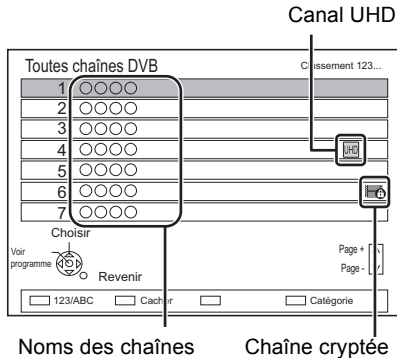 Canal UHD
Toutes chaînes DVB
Classement 123...
1 ○○○○
2 ○○○○
3 ○○○○
4 ○○○○
UHD
5 ○○○○
6 ○○○○
7 ○○○○
Choisir
Voir programme
Revenir
Page +
Page -
123/ABC
Cacher
Catégorie
Noms des chaînes
Chaîne cryptée